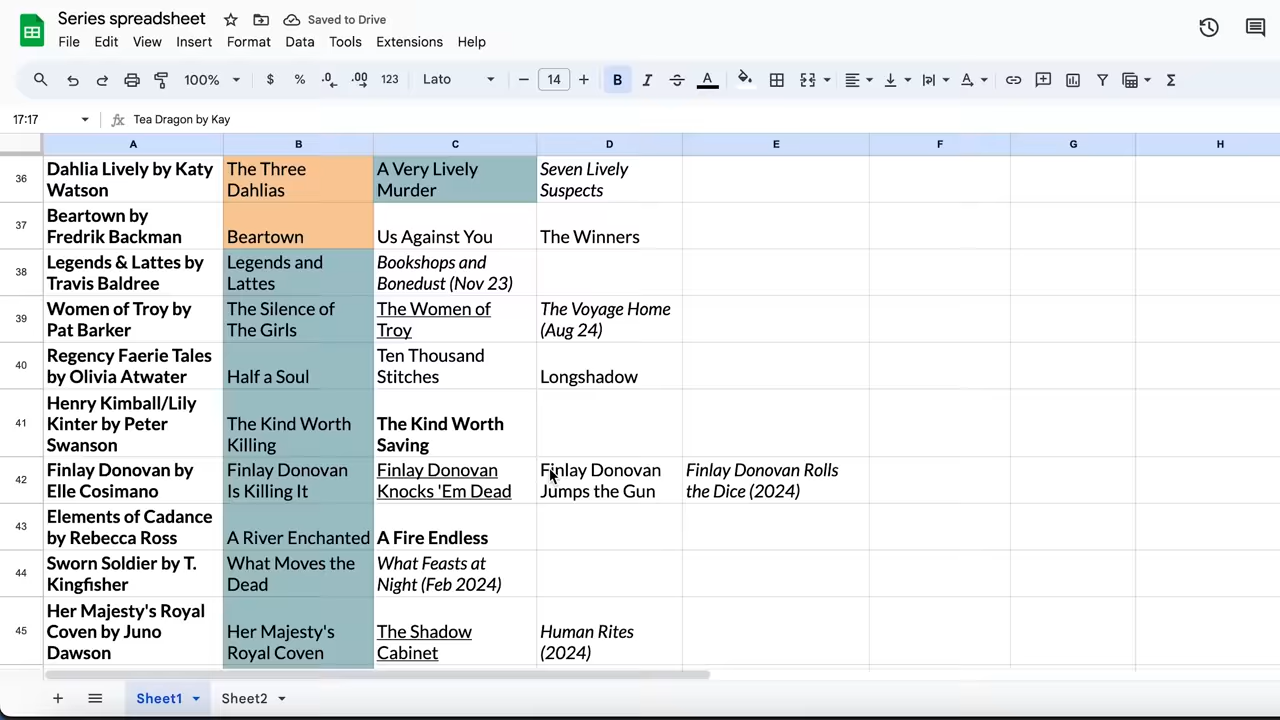 Series spreadsheet
Saved to Drive
File Edit View Insert Format Data Tools Extensions Help
100% $ % .0 .00 123 Lato 14 B I S A Σ
17:17 fx Tea Dragon by Kay
A B C D E F G H
36 Dahlia Lively by Katy The Three A Very Lively Seven Lively
Watson Dahlias Murder Suspects
37 Beartown by
Fredrik Backman Beartown Us Against You The Winners
38 Legends & Lattes by Legends and Bookshops and
Travis Baldree Lattes Bonedust (Nov 23)
39 Women of Troy by The Silence of The Women of The Voyage Home
Pat Barker The Girls Troy (Aug 24)
40 Regency Faerie Tales Ten Thousand
by Olivia Atwater Half a Soul Stitches Longshadow
41 Henry Kimball/Lily
Kinter by Peter The Kind Worth The Kind Worth
Swanson Killing Saving
42 Finlay Donovan by Finlay Donovan Finlay Donovan Finlay Donovan Finlay Donovan Rolls
Elle Cosimano Is Killing It Knocks 'Em Dead Jumps the Gun the Dice (2024)
43 Elements of Cadance
by Rebecca Ross A River Enchanted A Fire Endless
44 Sworn Soldier by T. What Moves the What Feasts at
Kingfisher Dead Night (Feb 2024)
45 Her Majesty's Royal
Coven by Juno Her Majesty's The Shadow Human Rites
Dawson Royal Coven Cabinet (2024)
Sheet1 Sheet2